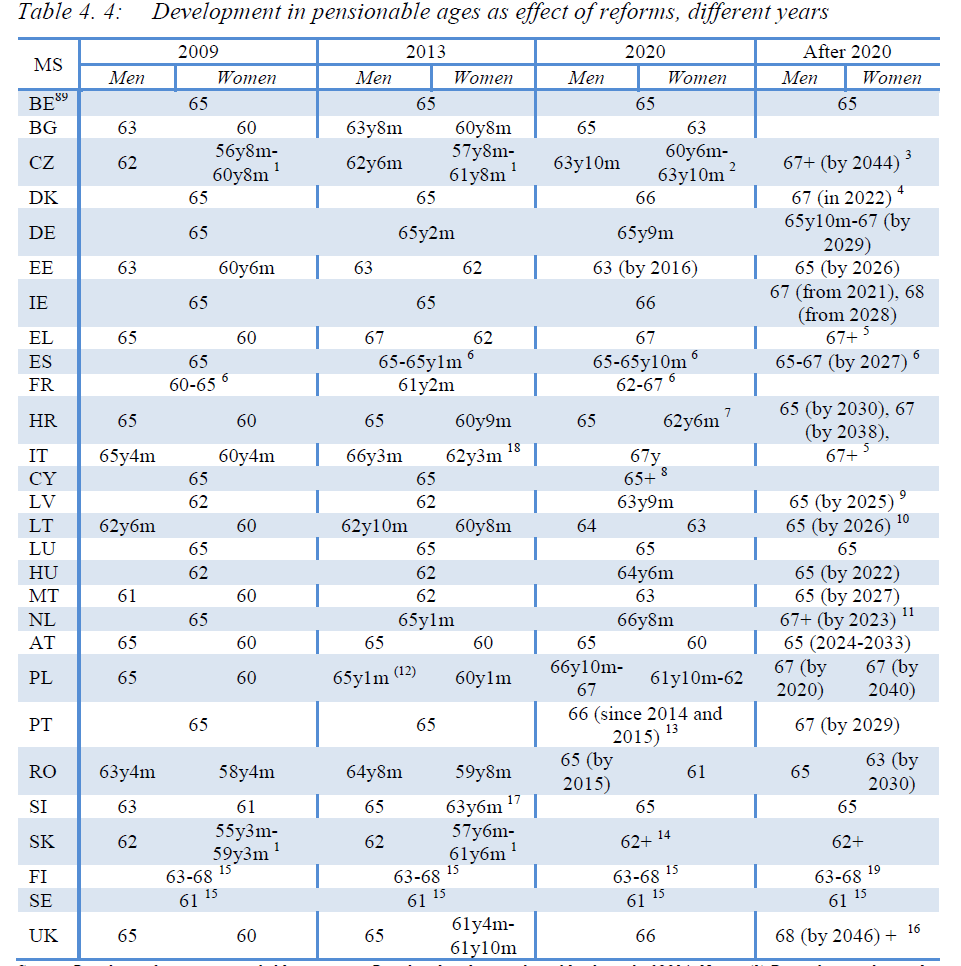 Table 4. 4: Development in pensionable ages as effect of reforms, different years
MS 2009 2013 2020 After 2020
Men Women Men Women Men Women Men Women
BE89 65 65 65 65
BG 63 60 63y8m 60y8m 65 63
CZ 62 56y8m-60y8m 1 62y6m 57y8m-61y8m 1 63y10m 60y6m-63y10m 2 67+ (by 2044) 3
DK 65 65 66 67 (in 2022) 4
DE 65 65y2m 65y9m 65y10m-67 (by 2029)
EE 63 60y6m 63 62 63 (by 2016) 65 (by 2026)
IE 65 65 66 67 (from 2021), 68 (from 2028)
EL 65 60 67 62 67 67+ 5
ES 65 65-65y1m 6 65-65y10m 6 65-67 (by 2027) 6
FR 60-65 6 61y2m 62-67 6
HR 65 60 65 60y9m 65 62y6m 7 65 (by 2030), 67 (by 2038),
IT 65y4m 60y4m 66y3m 62y3m 18 67y 67+ 5
CY 65 65 65+ 8
LV 62 62 63y9m 65 (by 2025) 9
LT 62y6m 60 62y10m 60y8m 64 63 65 (by 2026) 10
LU 65 65 65 65
HU 62 62 64y6m 65 (by 2022)
MT 61 60 62 63 65 (by 2027)
NL 65 65y1m 66y8m 67+ (by 2023) 11
AT 65 60 65 60 65 60 65 (2024-2033)
PL 65 60 65y1m (12) 60y1m 66y10m-67 61y10m-62 67 (by 2020) 67 (by 2040)
PT 65 65 66 (since 2014 and 2015) 13 67 (by 2029)
RO 63y4m 58y4m 64y8m 59y8m 65 (by 2015) 61 65 63 (by 2030)
SI 63 61 65 63y6m 17 65 65
SK 62 55y3m-59y3m 1 62 57y6m-61y6m 1 62+ 14 62+
FI 63-68 15 63-68 15 63-68 15 63-68 19
SE 61 15 61 15 61 15 61 15
UK 65 60 65 61y4m-61y10m 66 68 (by 2046) + 16